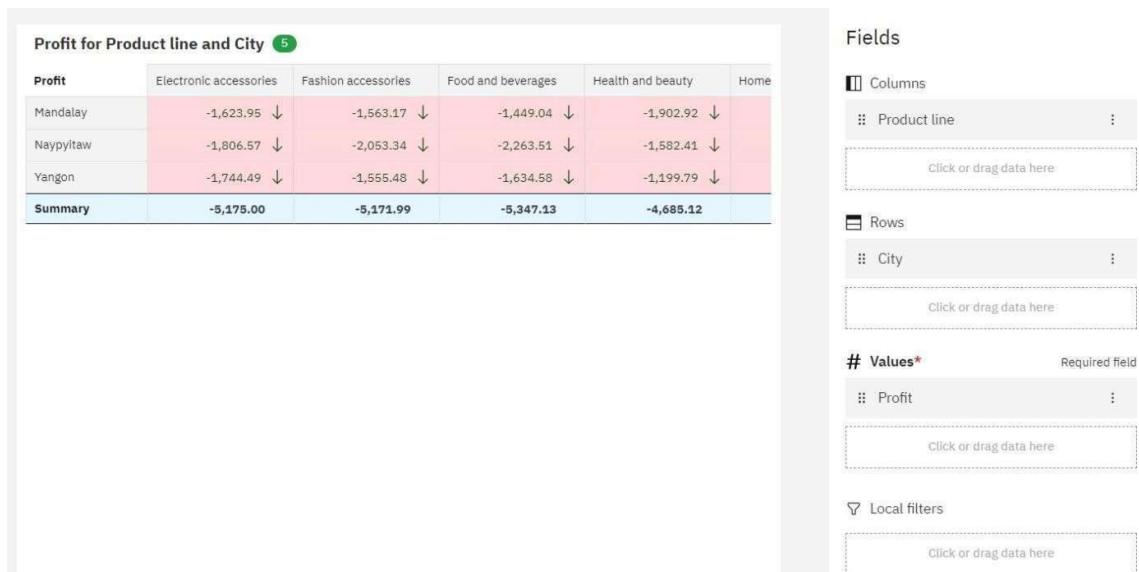 Profit for Product line and City 5
Profit Electronic accessories Fashion accessories Food and beverages Health and beauty Home
Mandalay -1,623.95 ↓ -1,563.17 ↓ -1,449.04 ↓ -1,902.92 ↓
Naypyitaw -1,806.57 ↓ -2,053.34 ↓ -2,263.51 ↓ -1,582.41 ↓
Yangon -1,744.49 ↓ -1,555.48 ↓ -1,634.58 ↓ -1,199.79 ↓
Summary -5,175.00 -5,171.99 -5,347.13 -4,685.12
Fields
Columns
Product line
Click or drag data here
Rows
City
Click or drag data here
# Values* Required field
Profit
Click or drag data here
Local filters
Click or drag data here